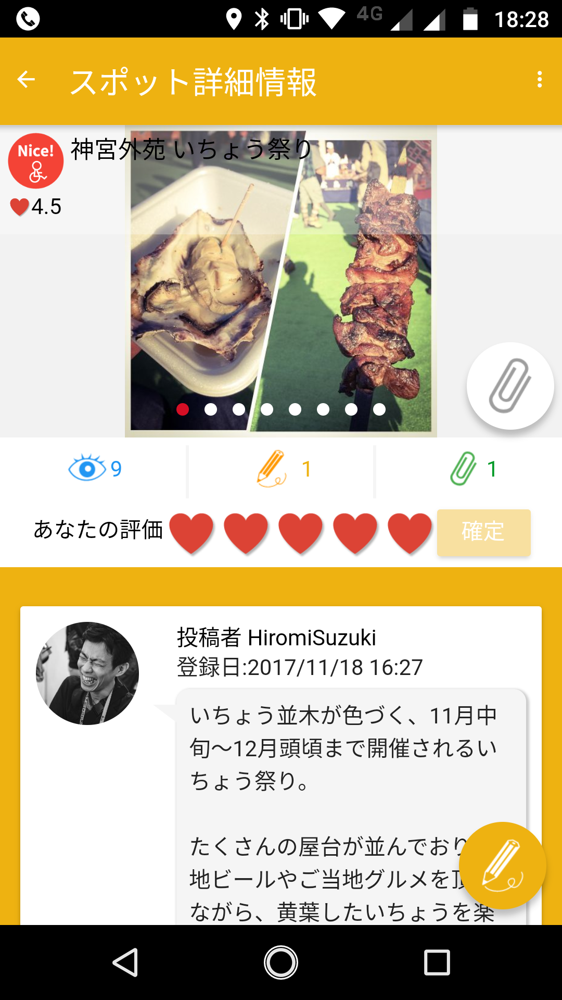 4G 18:28
スポット詳細情報
Nice!
神宮外苑 いちょう祭り
4.5
9
1
1
あなたの評価
確定
投稿者 HiromiSuzuki
登録日:2017/11/18 16:27
いちょう並木が色づく、11月中
旬〜12月頭頃まで開催されるい
ちょう祭り。
たくさんの屋台が並んでおり
地ビールやご当地グルメを頂
ながら、黄葉したいちょうを楽